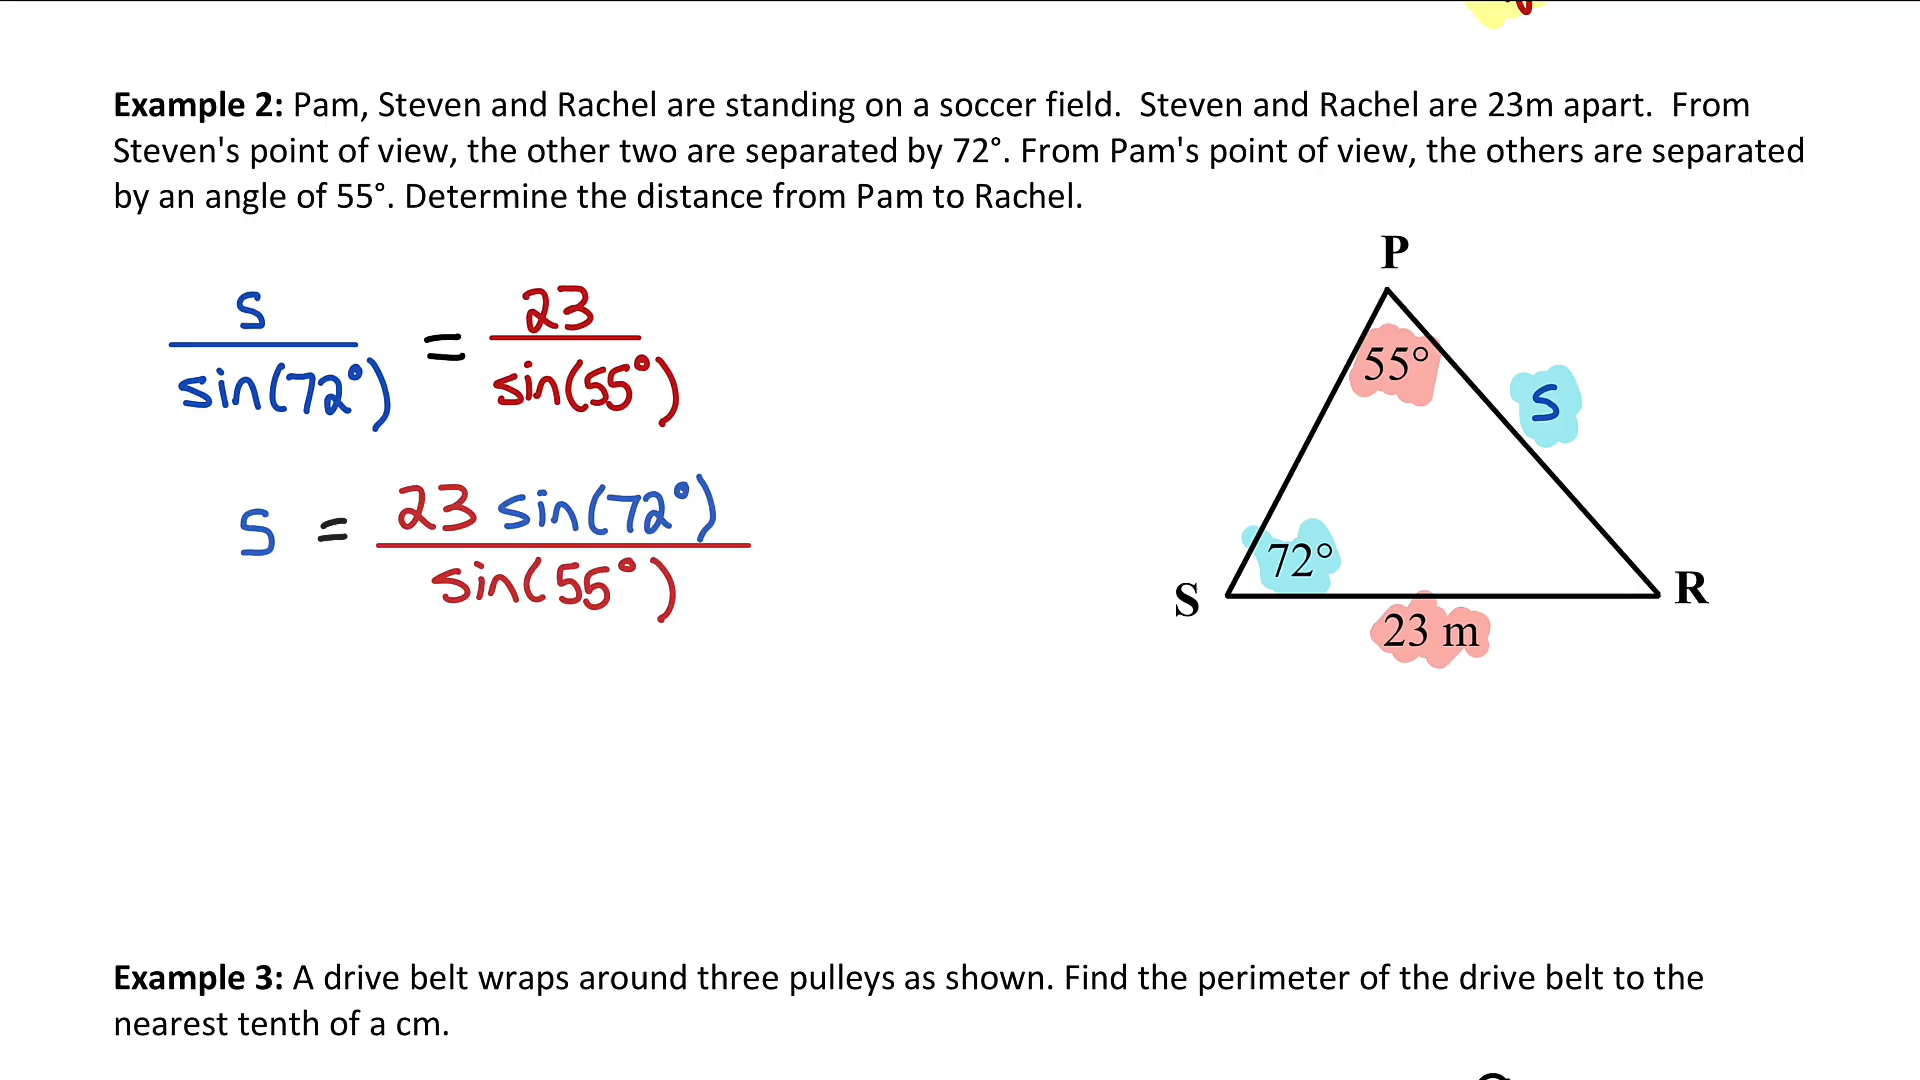 Example 2: Pam, Steven and Rachel are standing on a soccer field.  Steven and Rachel are 23m apart.  From
Steven's point of view, the other two are separated by 72°. From Pam's point of view, the others are separated
by an angle of 55°. Determine the distance from Pam to Rachel.
s
sin(72°)
=
23
sin(55°)
s = 23 sin(72°)
sin(55°)
P
55°
s
72°
S
R
23 m
Example 3: A drive belt wraps around three pulleys as shown. Find the perimeter of the drive belt to the
nearest tenth of a cm.